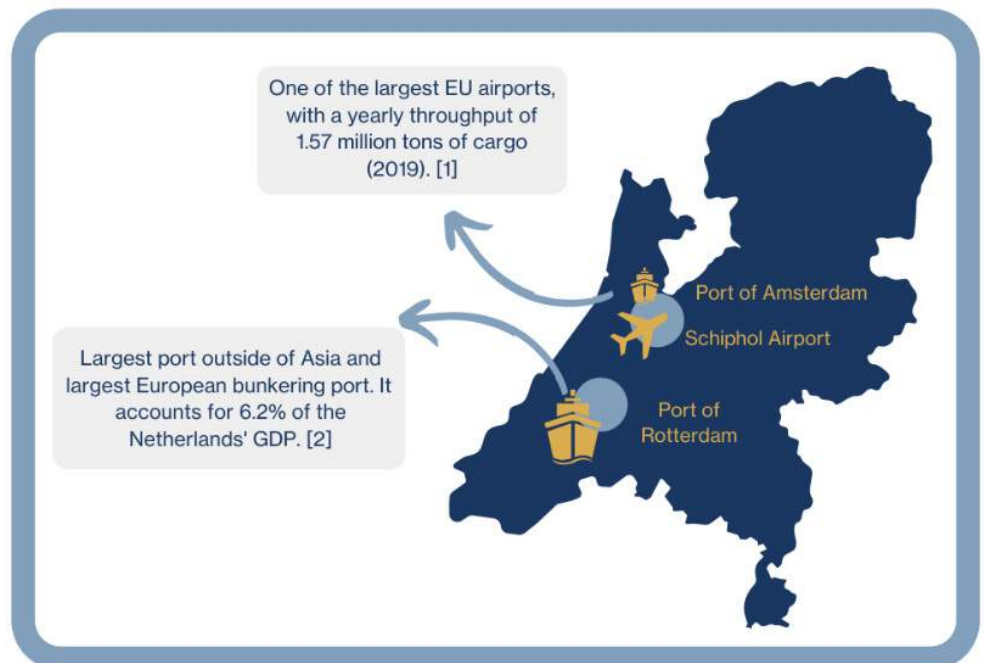 One of the largest EU airports,
with a yearly throughput of
1.57 million tons of cargo
(2019). [1]
Port of Amsterdam
Schiphol Airport
Largest port outside of Asia and
largest European bunkering port. It
accounts for 6.2% of the
Netherlands' GDP. [2]
Port of
Rotterdam